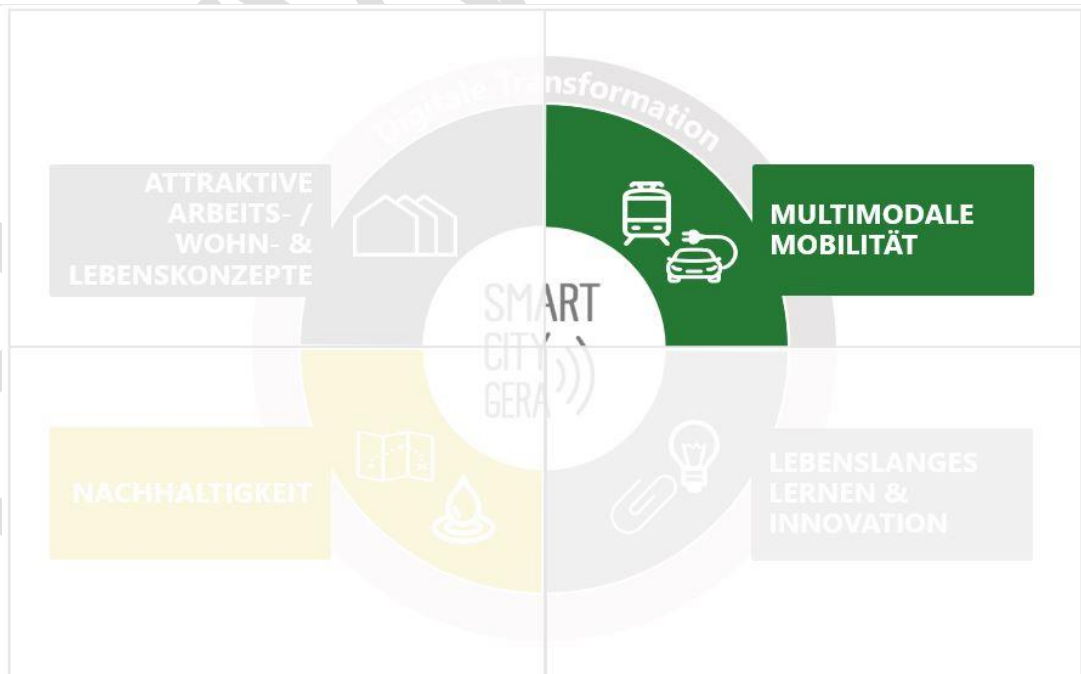 Digitale Transformation
ATTRAKTIVE
ARBEITS- /
WOHN- &
LEBENSKONZEPTE
MULTIMODALE
MOBILITÄT
SMART
CITY
GERA
NACHHALTIGKEIT
LEBENSLANGES
LERNEN &
INNOVATION